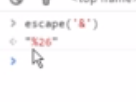 > escape('&')
< "%26"
>